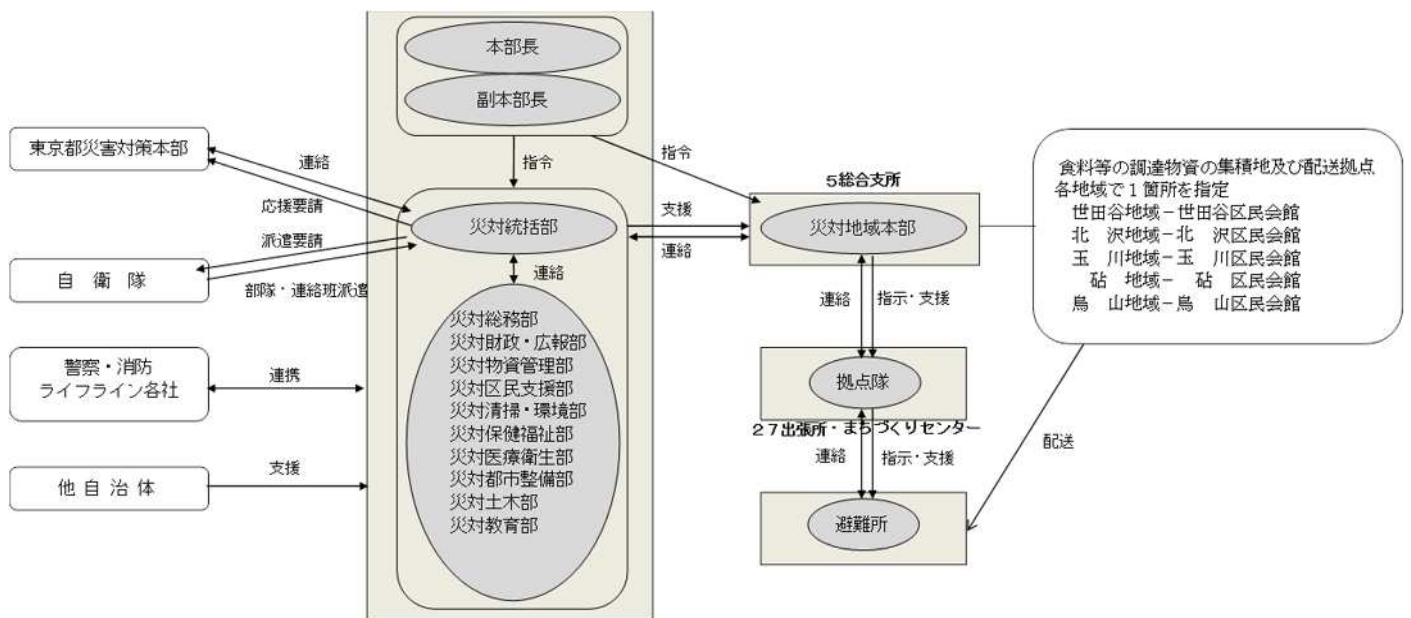 本部長
副本部長
指令
指令
東京都災害対策本部
連絡
応援要請
派遣要請
自 衛 隊
部隊・連絡班派遣
警察・消防
ライフライン各社
連携
他 自 治 体
支援
災対統括部
連絡
災対総務部
災対財政・広報部
災対物資管理部
災対区民支援部
災対清掃・環境部
災対保健福祉部
災対医療衛生部
災対都市整備部
災対土木部
災対教育部
支援
連絡
5総合支所
災対地域本部
連絡
指示・支援
拠点隊
27出張所・まちづくりセンター
連絡
指示・支援
避難所
食料等の調達物資の集積地及び配送拠点
各地域で1箇所を指定
世田谷地域－世田谷区民会館
北 沢地域－北 沢区民会館
玉 川地域－玉 川区民会館
砧 地域－ 砧 区民会館
烏 山地域－烏 山区民会館
配送